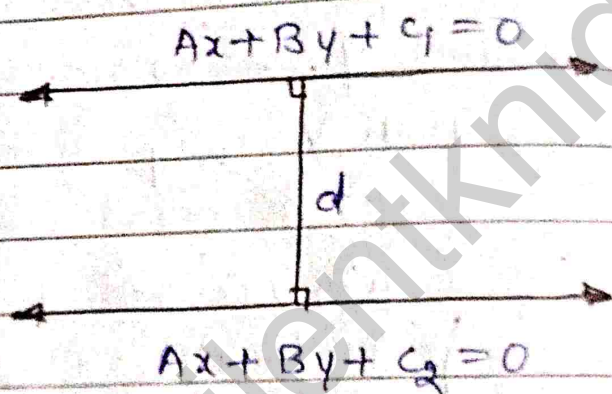 Ax + By + C₁ = 0
d
Ax + By + C₂ = 0